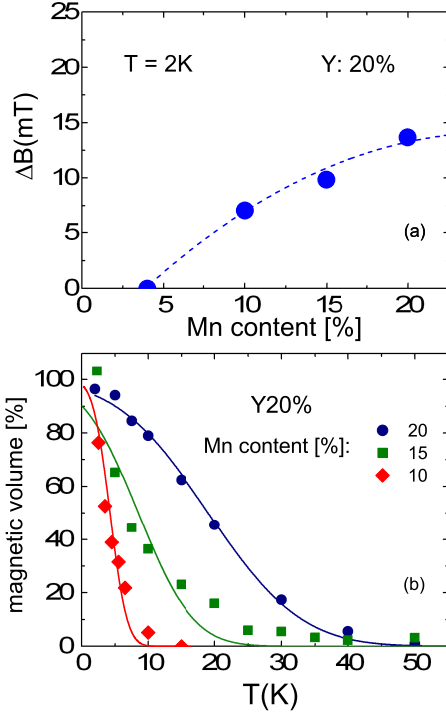 25
20
15
10
5
0
ΔB(mT)
T = 2K
Y: 20%
(a)
0
5
10
15
20
Mn content [%]
100
80
60
40
20
0
magnetic volume [%]
Y20%
Mn content [%]:
20
15
10
(b)
0
10
20
30
40
50
T(K)